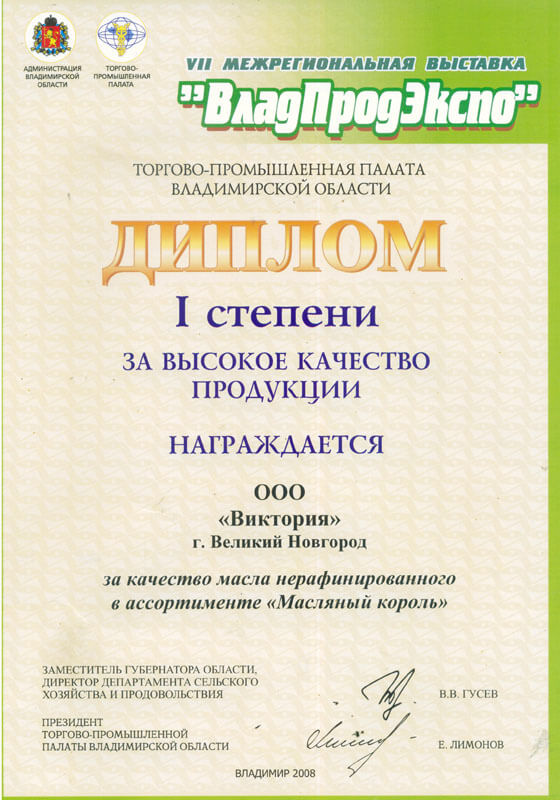 АДМИНИСТРАЦИЯ
ВЛАДИМИРСКОЙ
ОБЛАСТИ
ТОРГОВО-
ПРОМЫШЛЕННАЯ
ПАЛАТА
VII МЕЖРЕГИОНАЛЬНАЯ ВЫСТАВКА
"ВладПродЭкспо"
ТОРГОВО-ПРОМЫШЛЕННАЯ ПАЛАТА
ВЛАДИМИРСКОЙ ОБЛАСТИ
ДИПЛОМ
I степени
ЗА ВЫСОКОЕ КАЧЕСТВО
ПРОДУКЦИИ
НАГРАЖДАЕТСЯ
ООО
«Виктория»
г. Великий Новгород
за качество масла нерафинированного
в ассортименте «Масляный король»
ЗАМЕСТИТЕЛЬ ГУБЕРНАТОРА ОБЛАСТИ,
ДИРЕКТОР ДЕПАРТАМЕНТА СЕЛЬСКОГО
ХОЗЯЙСТВА И ПРОДОВОЛЬСТВИЯ
В.В. ГУСЕВ
ПРЕЗИДЕНТ
ТОРГОВО-ПРОМЫШЛЕННОЙ
ПАЛАТЫ ВЛАДИМИРСКОЙ ОБЛАСТИ
Е. ЛИМОНОВ
ВЛАДИМИР 2008